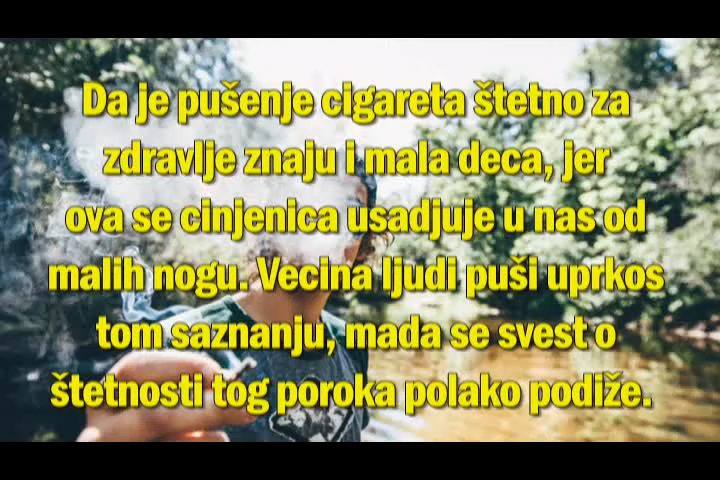 Da je pušenje cigareta štetno za
zdravlje znaju i mala deca, jer
ova se cinjenica usadjuje u nas od
malih nogu. Vecina ljudi puši uprkos
tom saznanju, mada se svest o
štetnosti tog poroka polako podiže.